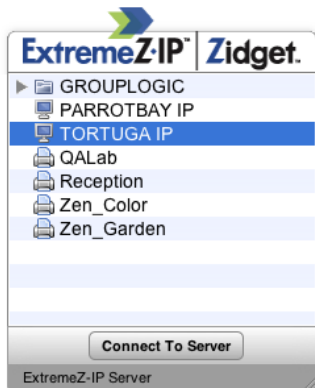 ExtremeZ-IP™ Zidget.
GROUPLOGIC
PARROTBAY IP
TORTUGA IP
QALab
Reception
Zen_Color
Zen_Garden
Connect To Server
ExtremeZ-IP Server